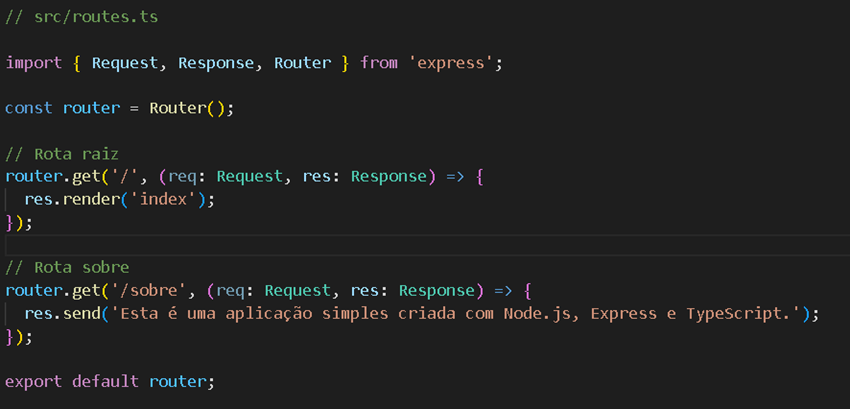 // src/routes.ts
import { Request, Response, Router } from 'express';
const router = Router();
// Rota raiz
router.get('/', (req: Request, res: Response) => {
  res.render('index');
});
// Rota sobre
router.get('/sobre', (req: Request, res: Response) => {
  res.send('Esta é uma aplicação simples criada com Node.js, Express e TypeScript.');
});
export default router;